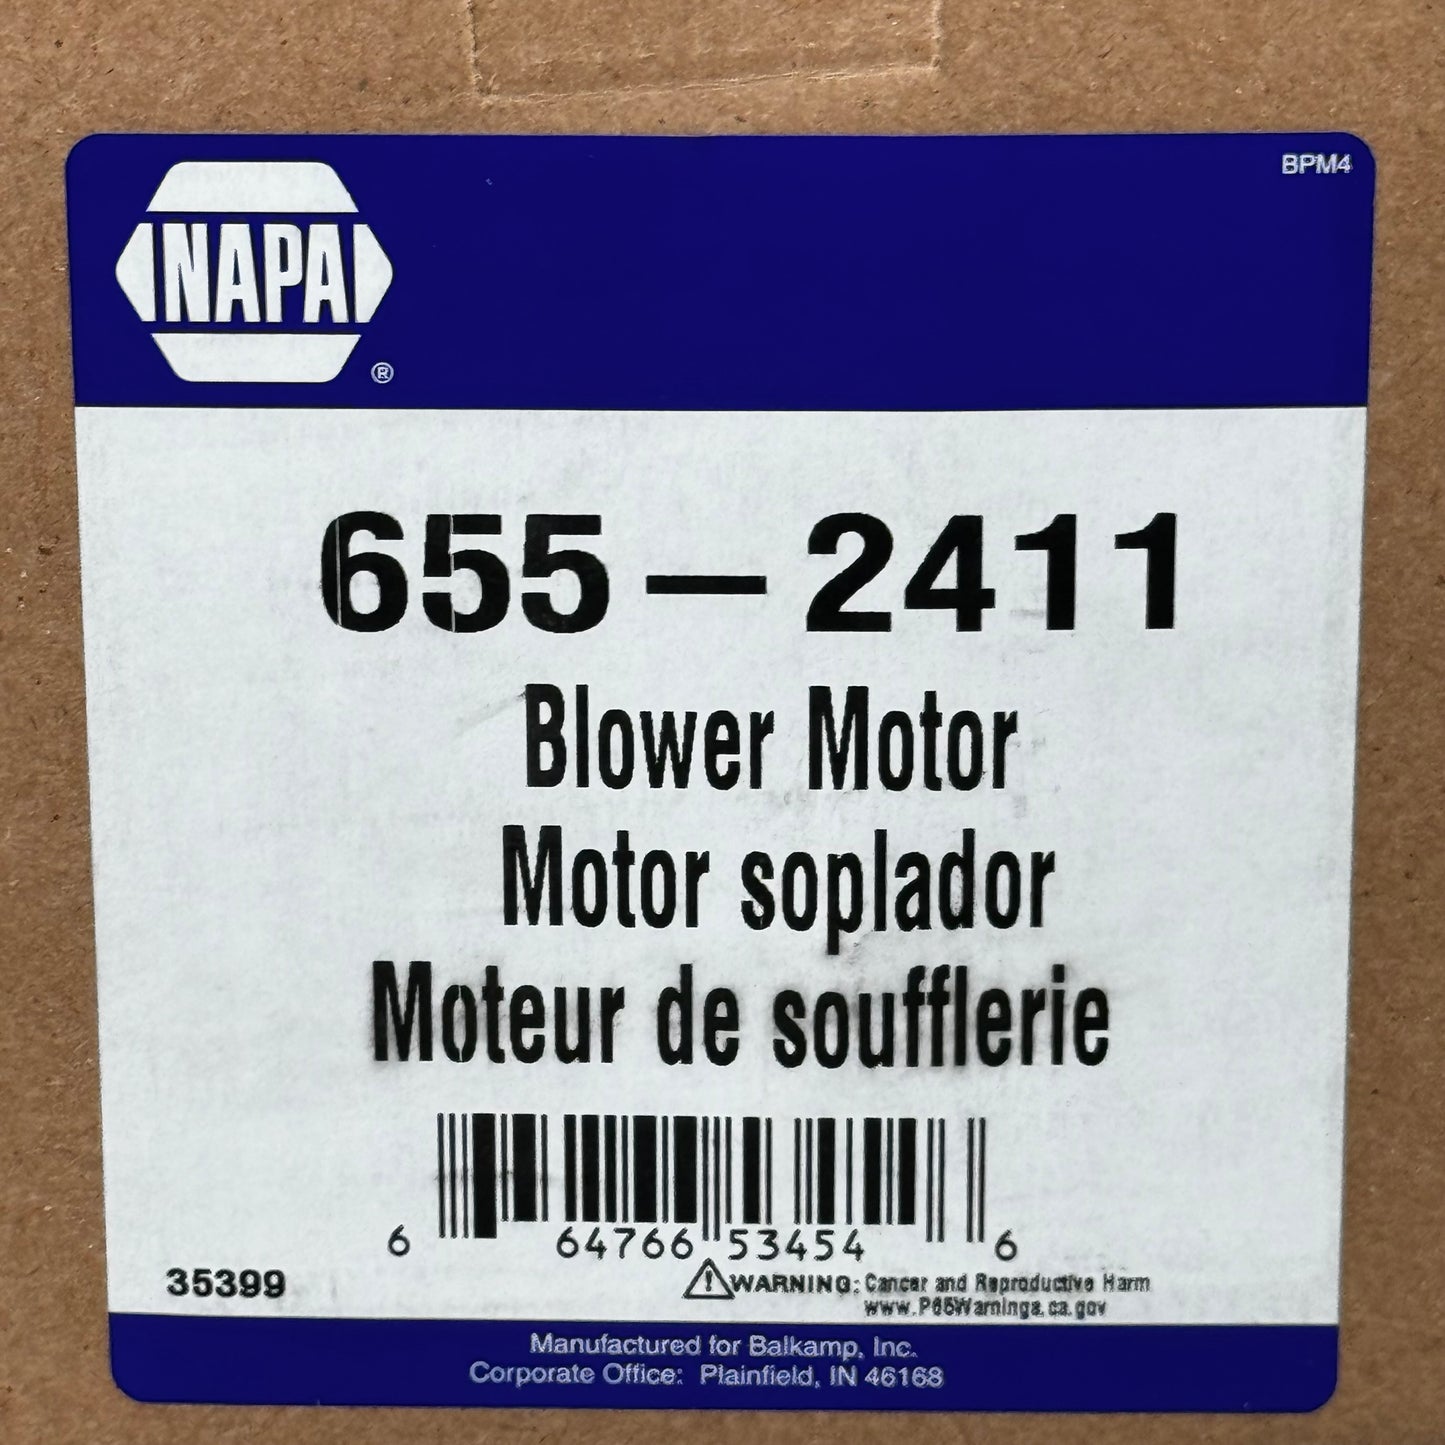 BPM4
NAPA
®
655-2411
Blower Motor
Motor soplador
Moteur de soufflerie
6 64766 53454 6
35399
WARNING: Cancer and Reproductive Harm
www.P65Warnings.ca.gov
Manufactured for Balkamp, Inc.
Corporate Office: Plainfield, IN 46168